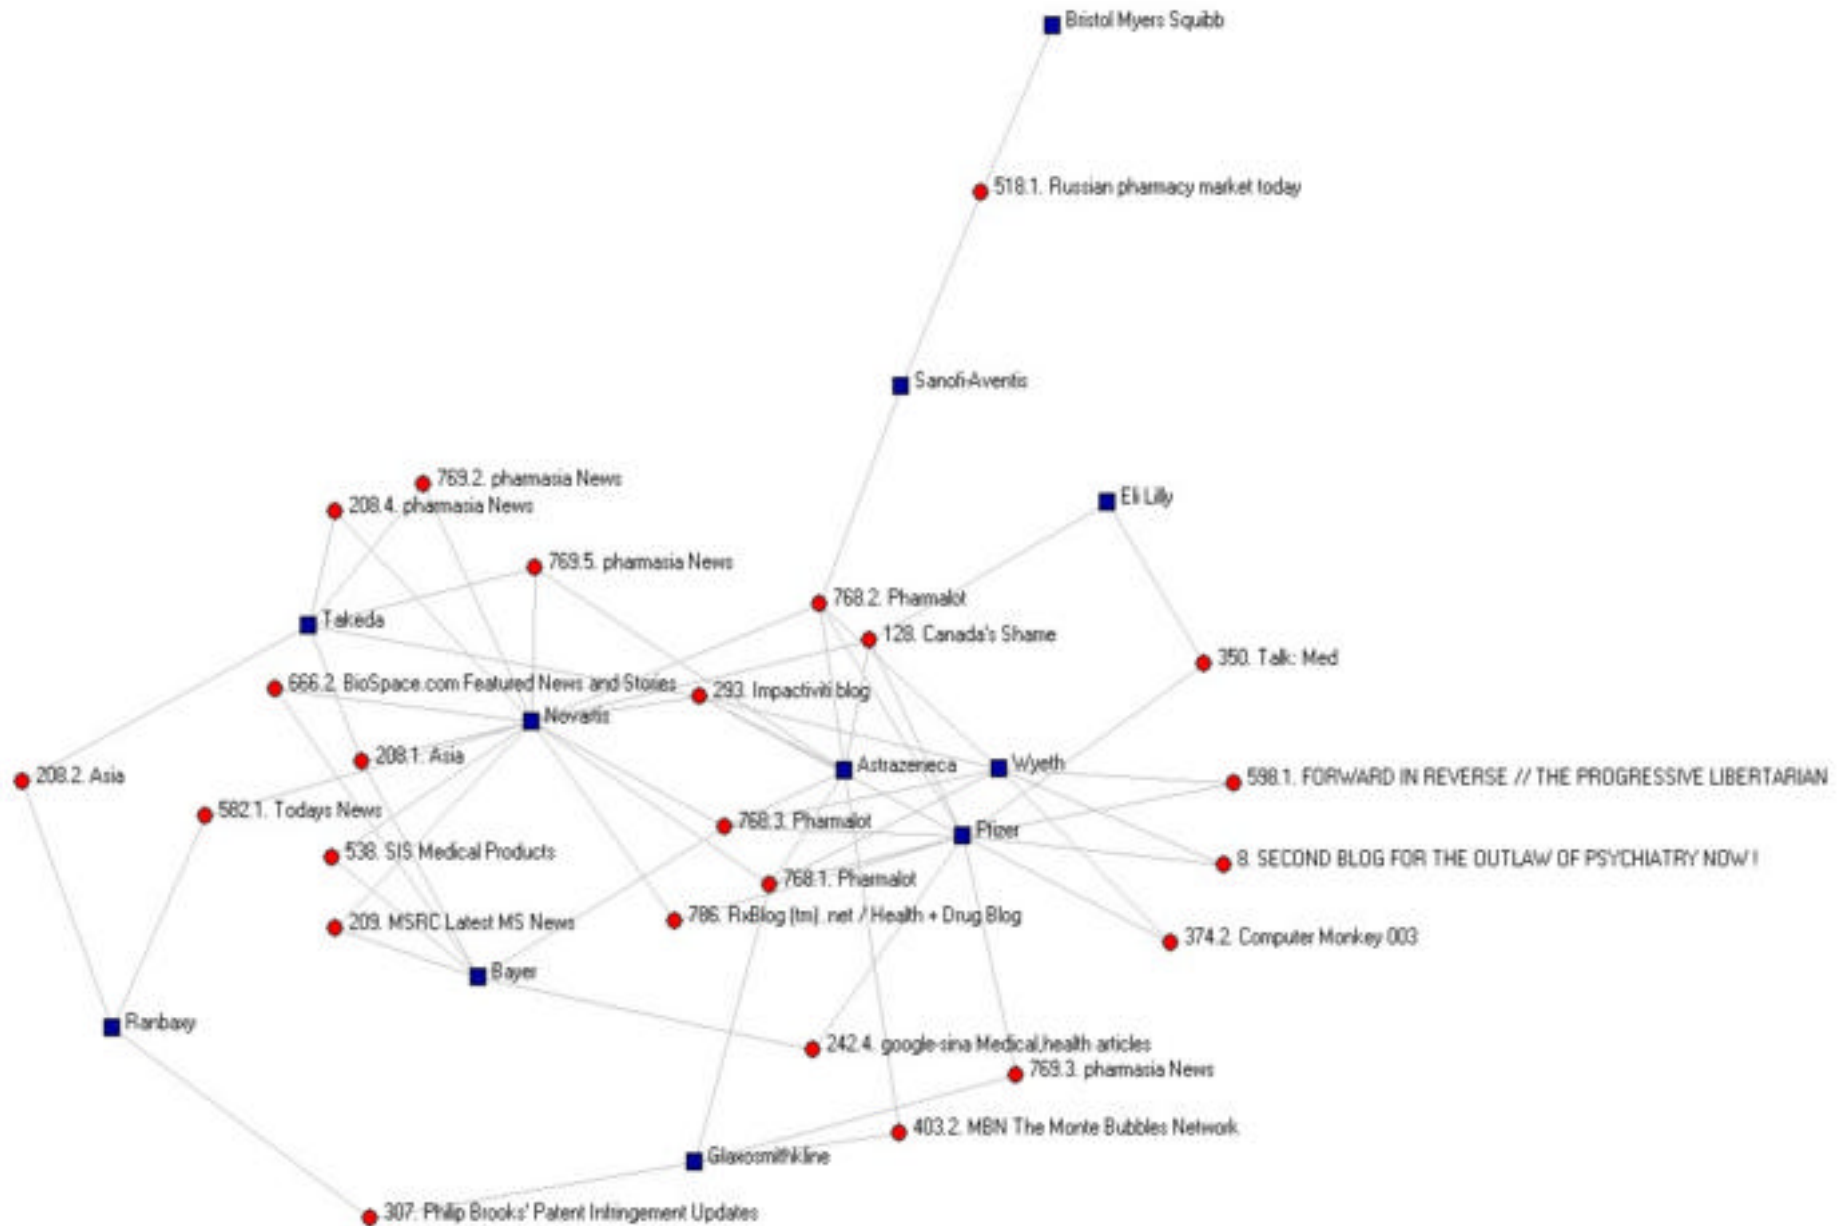 Bristol Myers Squibb
518.1. Russian pharmacy market today
Sanofi-Aventis
769.2. pharmasia News
208.4. pharmasia News
Eli Lilly
769.5. pharmasia News
768.2. Pharmalot
Takeda
128. Canada's Shame
350. Talk: Med
666.2. BioSpace.com Featured News and Stories
293. Impactiviti blog
Novartis
208.1. Asia
Astrazeneca
Wyeth
208.2. Asia
598.1. FORWARD IN REVERSE // THE PROGRESSIVE LIBERTARIAN
582.1. Todays News
768.3. Pharmalot
Pfizer
538. SIS Medical Products
8. SECOND BLOG FOR THE OUTLAW OF PSYCHIATRY NOW !
768.1. Pharmalot
209. MSRC Latest MS News
786. RxBlog (tm) .net / Health + Drug Blog
374.2. Computer Monkey 003
Bayer
Ranbaxy
242.4. google-sina Medical,health articles
769.3. pharmasia News
403.2. MBN The Monte Bubbles Network
Glaxosmithkline
307. Philip Brooks' Patent Infringement Updates